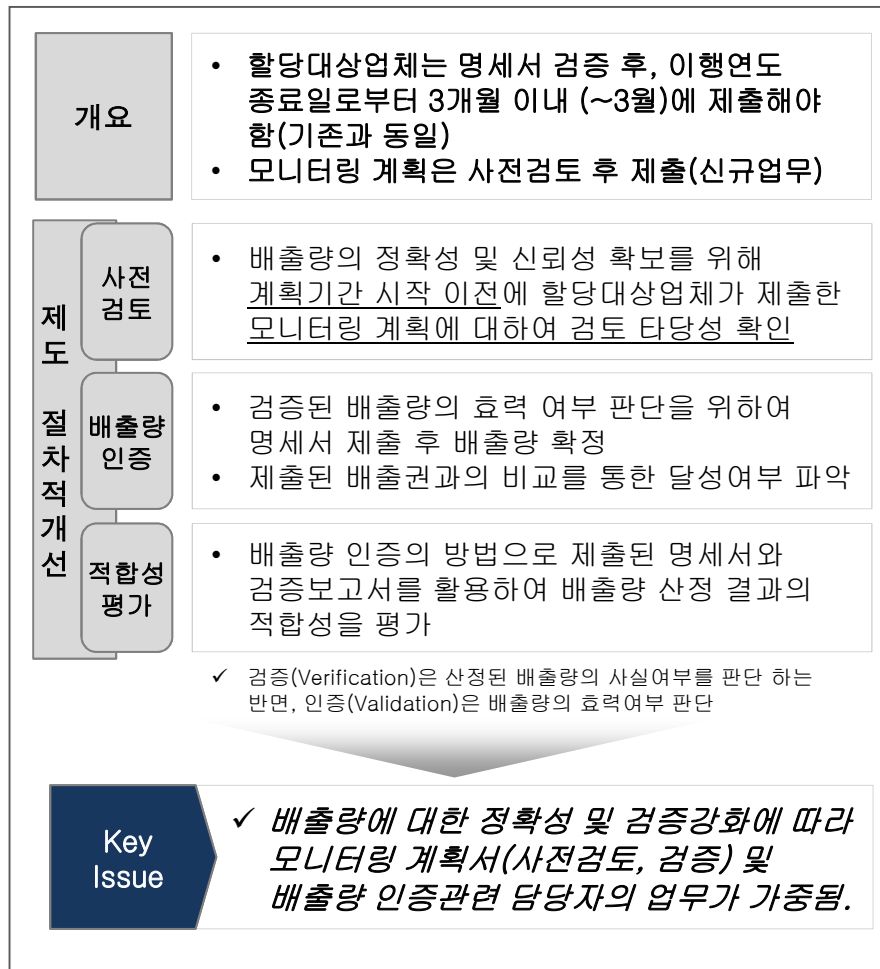 개요
• 할당대상업체는 명세서 검증 후, 이행연도
종료일로부터 3개월 이내 (~3월)에 제출해야
함(기존과 동일)
• 모니터링 계획은 사전검토 후 제출(신규업무)
제도 절차적개선
사전
검토
• 배출량의 정확성 및 신뢰성 확보를 위해
계획기간 시작 이전에 할당대상업체가 제출한
모니터링 계획에 대하여 검토 타당성 확인
배출량
인증
• 검증된 배출량의 효력 여부 판단을 위하여
명세서 제출 후 배출량 확정
• 제출된 배출권과의 비교를 통한 달성여부 파악
적합성
평가
• 배출량 인증의 방법으로 제출된 명세서와
검증보고서를 활용하여 배출량 산정 결과의
적합성을 평가
✓ 검증(Verification)은 산정된 배출량의 사실여부를 판단 하는
반면, 인증(Validation)은 배출량의 효력여부 판단
Key
Issue
✓ 배출량에 대한 정확성 및 검증강화에 따라
모니터링 계획서(사전검토, 검증) 및
배출량 인증관련 담당자의 업무가 가중됨.